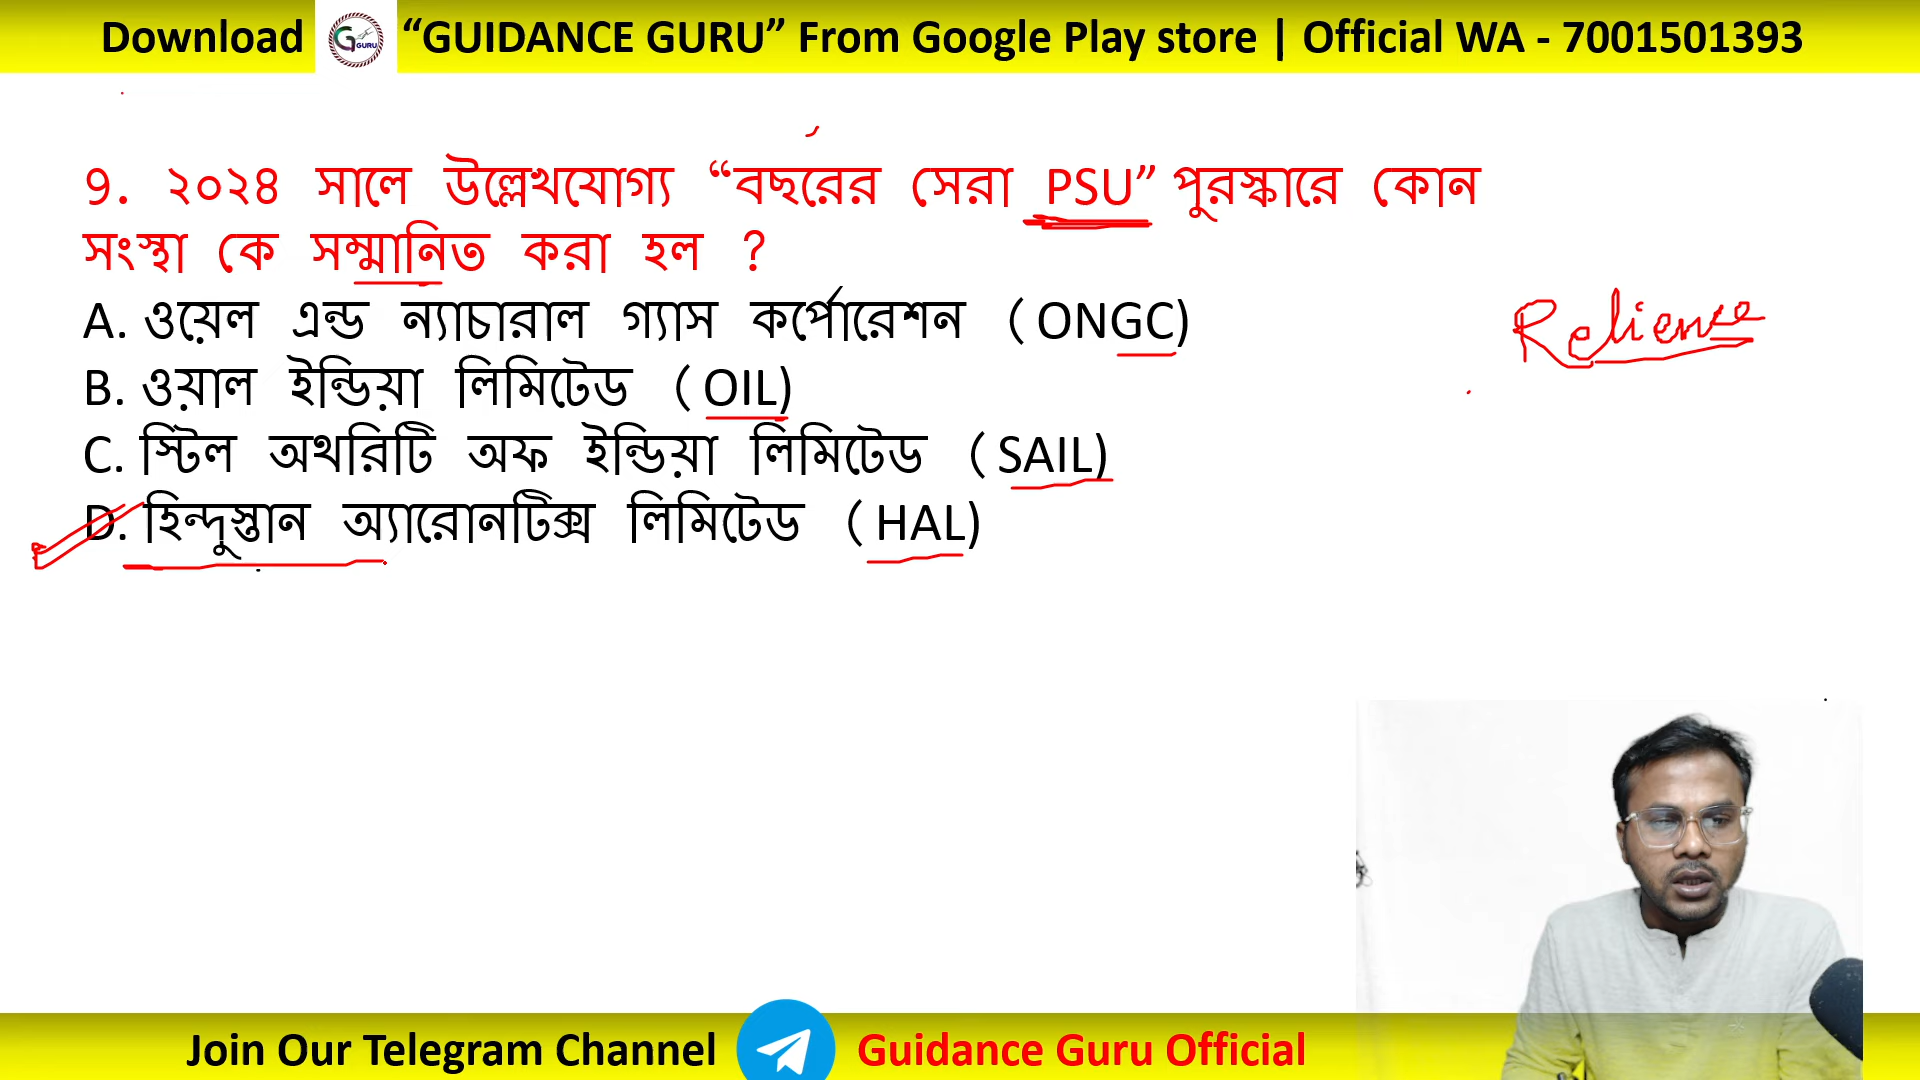 Download G GURU “GUIDANCE GURU” From Google Play store | Official WA - 7001501393
9. ২০২৪ সালে উল্লেখযোগ্য “বছরের সেরা PSU” পুরস্কারে কোন
সংস্থা কে সম্মানিত করা হল ?
A. ওয়েল এন্ড ন্যাচারাল গ্যাস কর্পোরেশন (ONGC)
Relience
B. ওয়াল ইন্ডিয়া লিমিটেড (OIL)
C. স্টিল অথরিটি অফ ইন্ডিয়া লিমিটেড (SAIL)
D. হিন্দুস্তান অ্যারোনটিক্স লিমিটেড (HAL)
Join Our Telegram Channel Guidance Guru Official